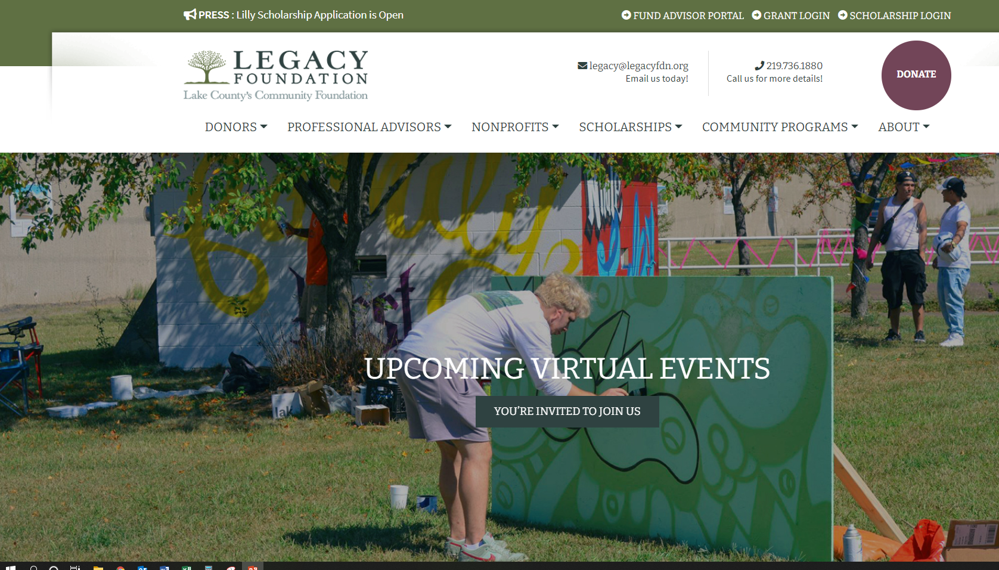 PRESS : Lilly Scholarship Application is Open
FUND ADVISOR PORTAL GRANT LOGIN SCHOLARSHIP LOGIN
LEGACY
FOUNDATION
Lake County's Community Foundation
legacy@legacyfdn.org
Email us today!
219.736.1880
Call us for more details!
DONATE
DONORS PROFESSIONAL ADVISORS NONPROFITS SCHOLARSHIPS COMMUNITY PROGRAMS ABOUT
UPCOMING VIRTUAL EVENTS
YOU’RE INVITED TO JOIN US